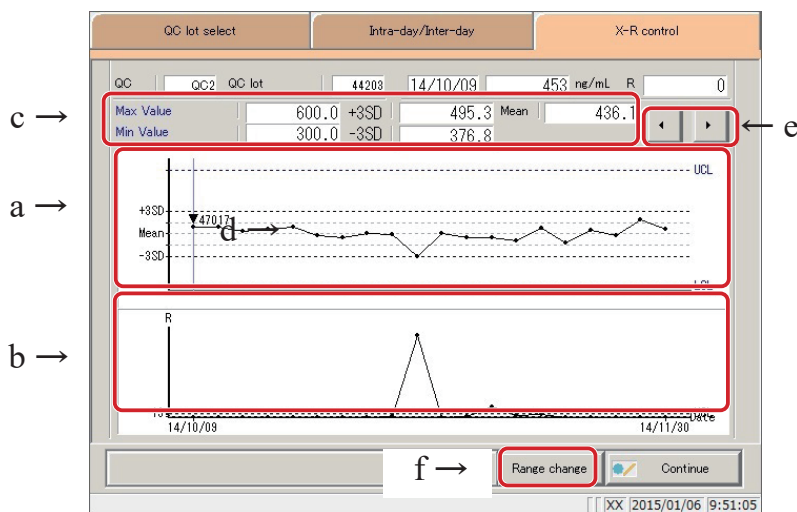 QC lot select Intra-day/Inter-day X-R control
QC QC2 QC lot 44203 14/10/09 453 ng/mL R 0
c → Max Value 600.0 +3SD 495.3 Mean 436.1 ← e
Min Value 300.0 -3SD 376.8
UCL
a → +3SD
47017
d →
Mean
-3SD
R
b →
Date
14/10/09 14/11/30
f → Range change Continue
XX 2015/01/06 9:51:05